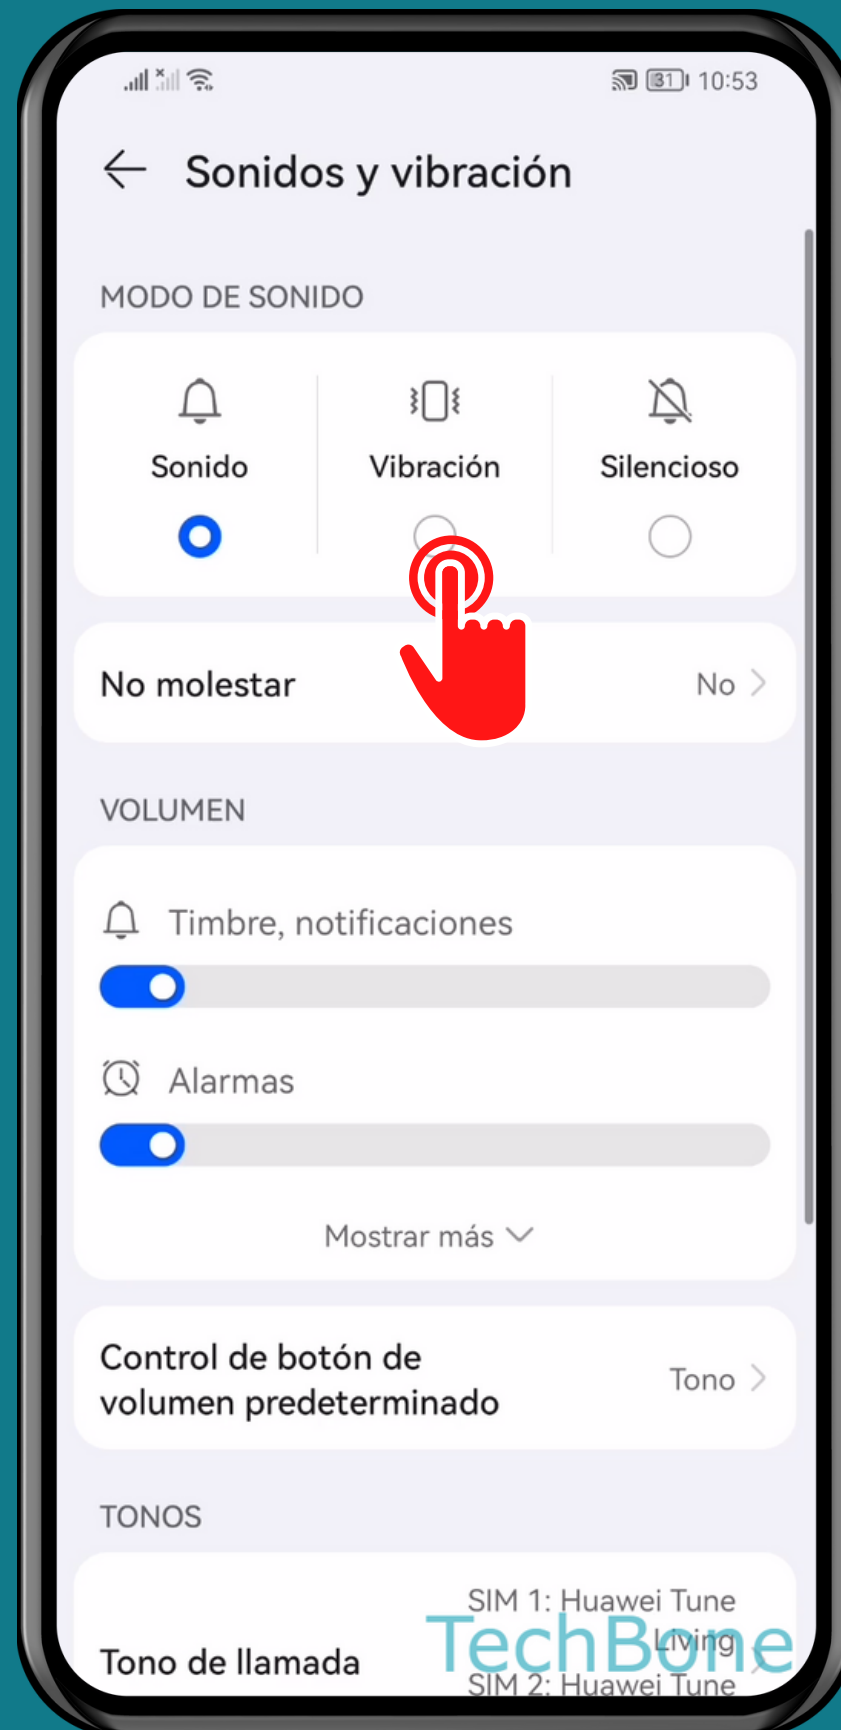 31 10:53
Sonidos y vibración
MODO DE SONIDO
Sonido Vibración Silencioso
No molestar No
VOLUMEN
Timbre, notificaciones
Alarmas
Mostrar más
Control de botón de
volumen predeterminado
Tono
TONOS
SIM 1: Huawei Tune
Living
Tono de llamada
SIM 2: Huawei Tune
TechBone